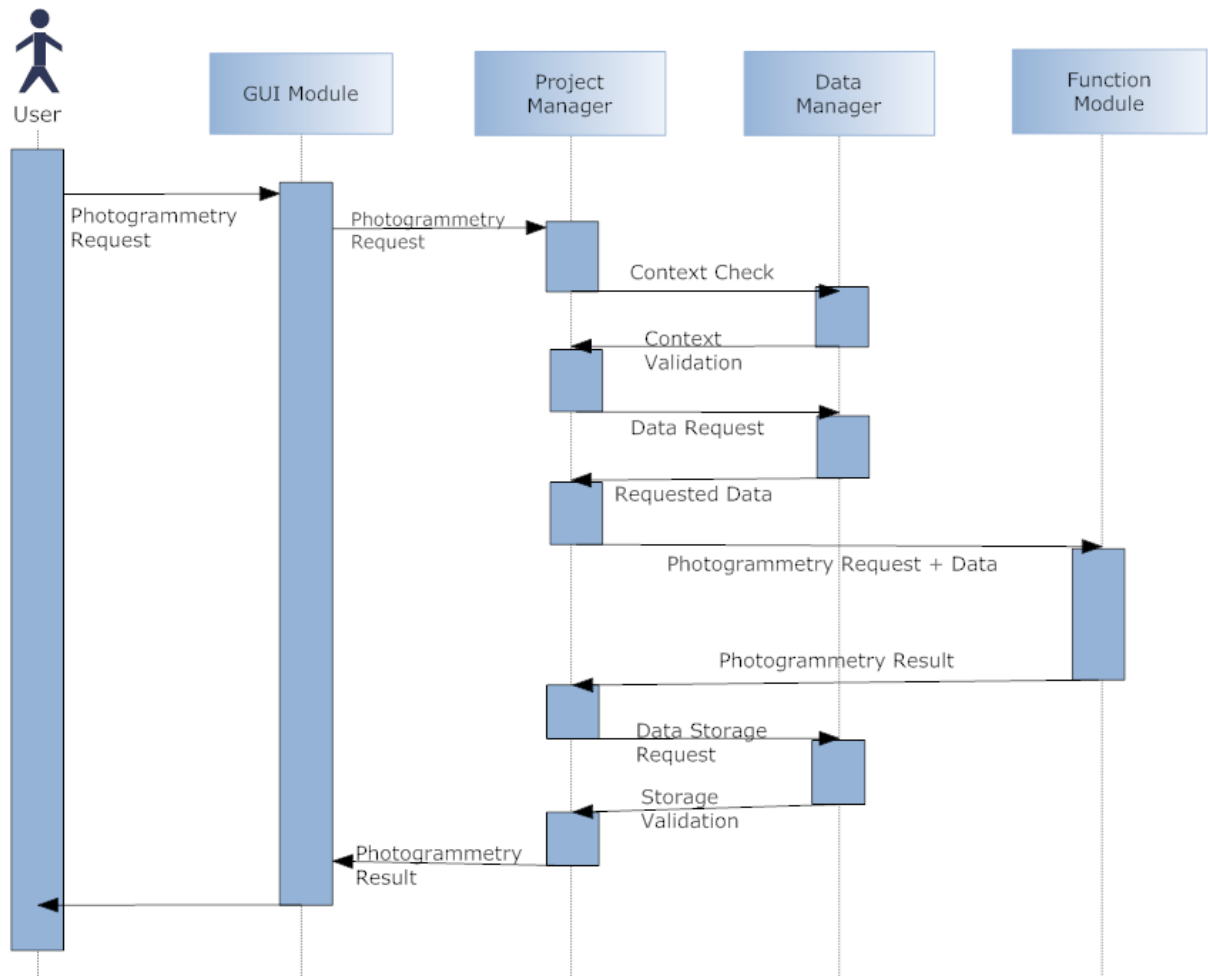 User
GUI Module
Project
Manager
Data
Manager
Function
Module
Photogrammetry
Request
Photogrammetry
Request
Context Check
Context
Validation
Data Request
Requested Data
Photogrammetry Request + Data
Photogrammetry Result
Data Storage
Request
Storage
Validation
Photogrammetry
Result